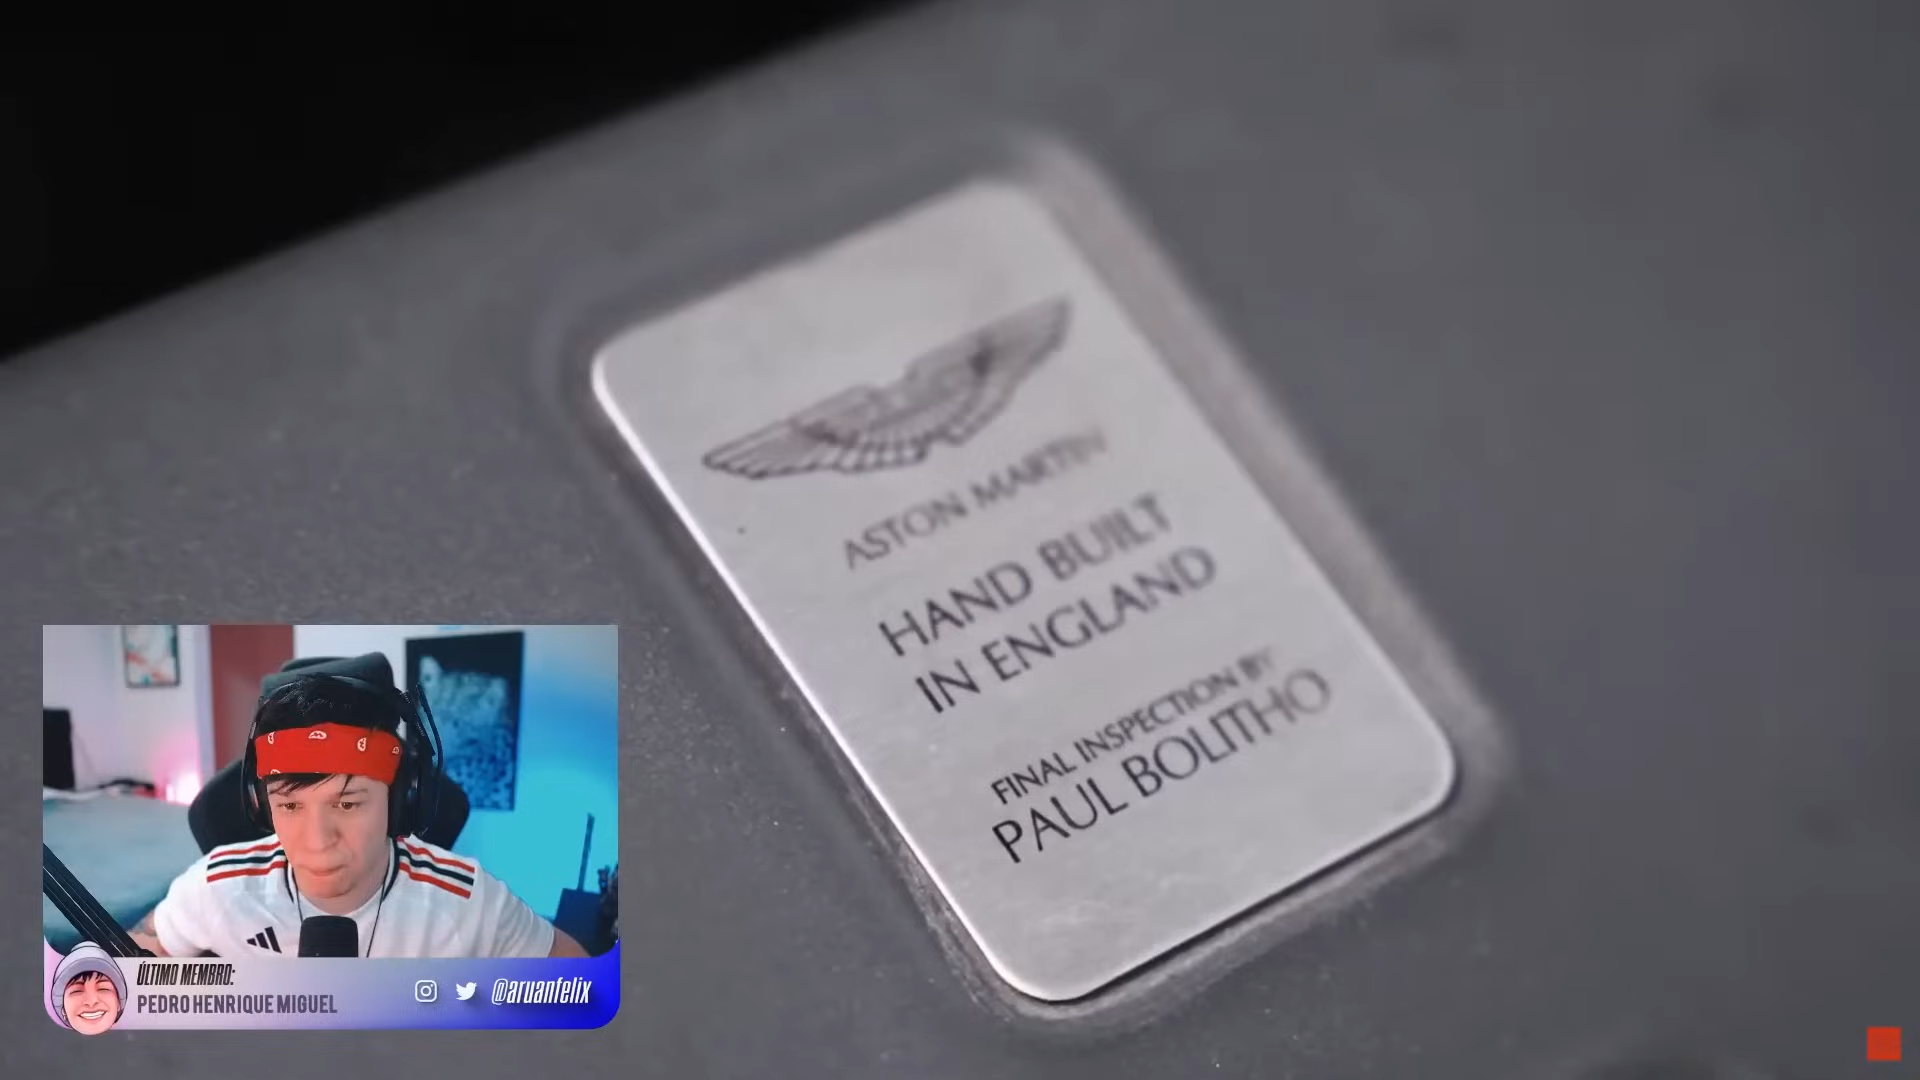 ASTON MARTIN
HAND BUILT
IN ENGLAND
FINAL INSPECTION BY
PAUL BOLITHO
ÚLTIMO MEMBRO:
PEDRO HENRIQUE MIGUEL
@aruanfelix